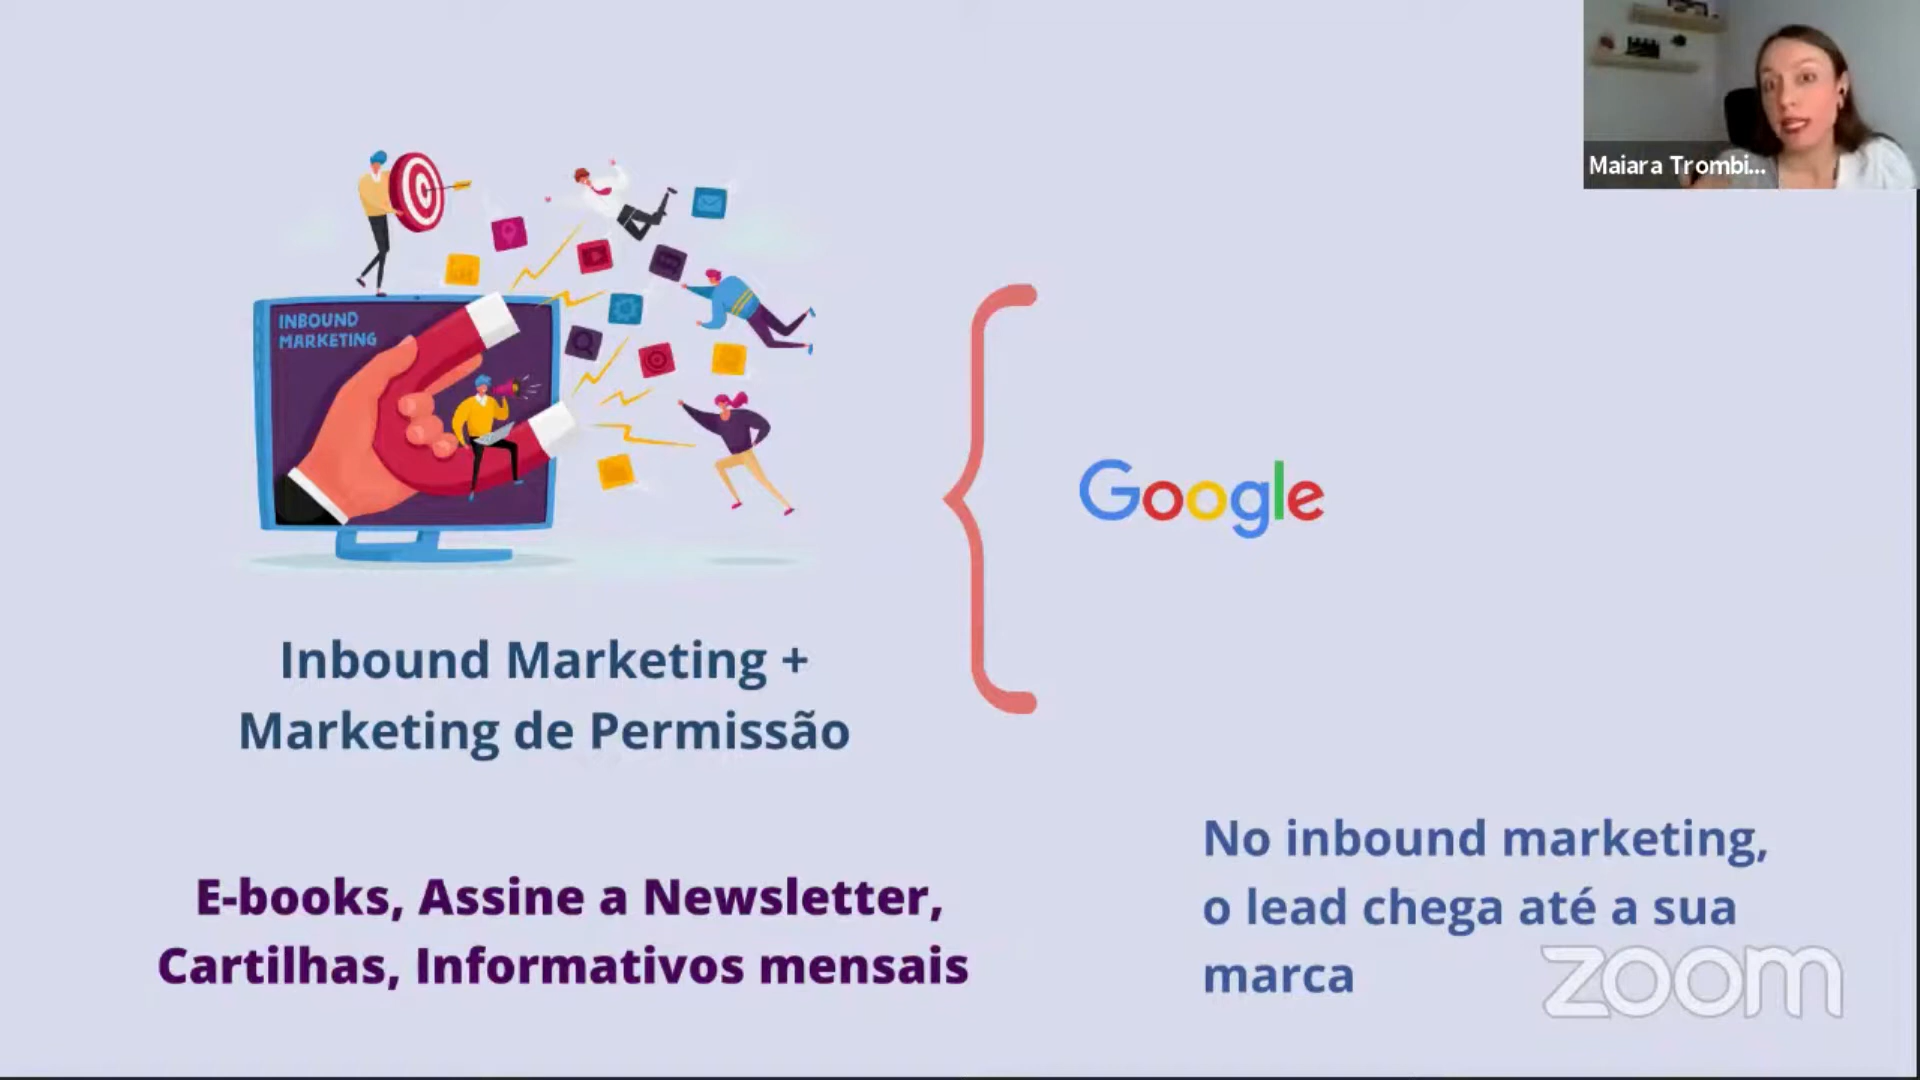 Maiara Trombi...
INBOUND
MARKETING
Google
Inbound Marketing +
Marketing de Permissão
E-books, Assine a Newsletter,
Cartilhas, Informativos mensais
No inbound marketing,
o lead chega até a sua
marca
zoom